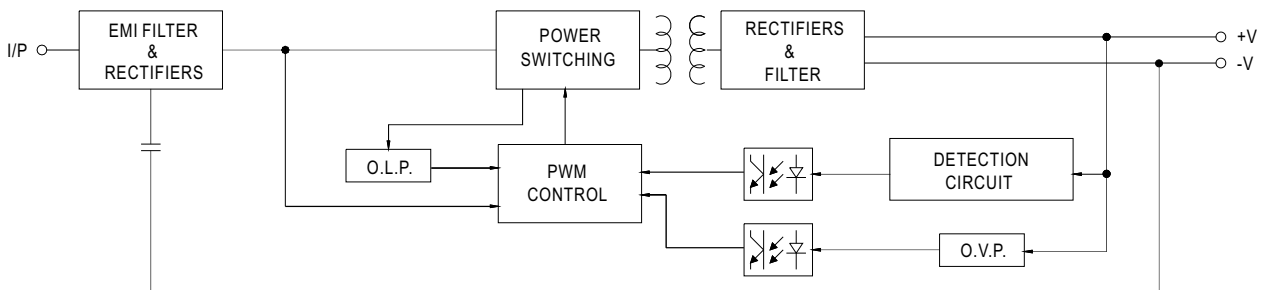 I/P
EMI FILTER
&
RECTIFIERS
POWER
SWITCHING
RECTIFIERS
&
FILTER
+V
-V
O.L.P.
PWM
CONTROL
DETECTION
CIRCUIT
O.V.P.